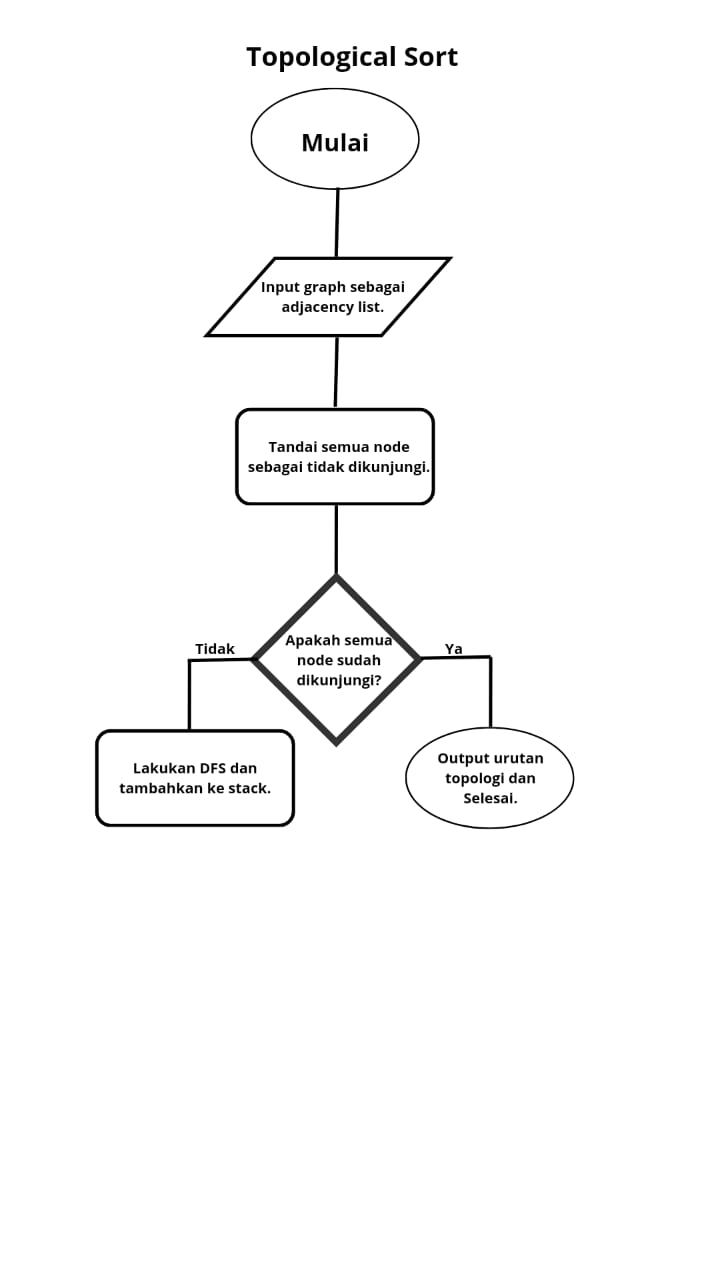 Topological Sort
Mulai
Input graph sebagai
adjacency list.
Tandai semua node
sebagai tidak dikunjungi.
Apakah semua
node sudah
dikunjungi?
Tidak
Ya
Lakukan DFS dan
tambahkan ke stack.
Output urutan
topologi dan
Selesai.